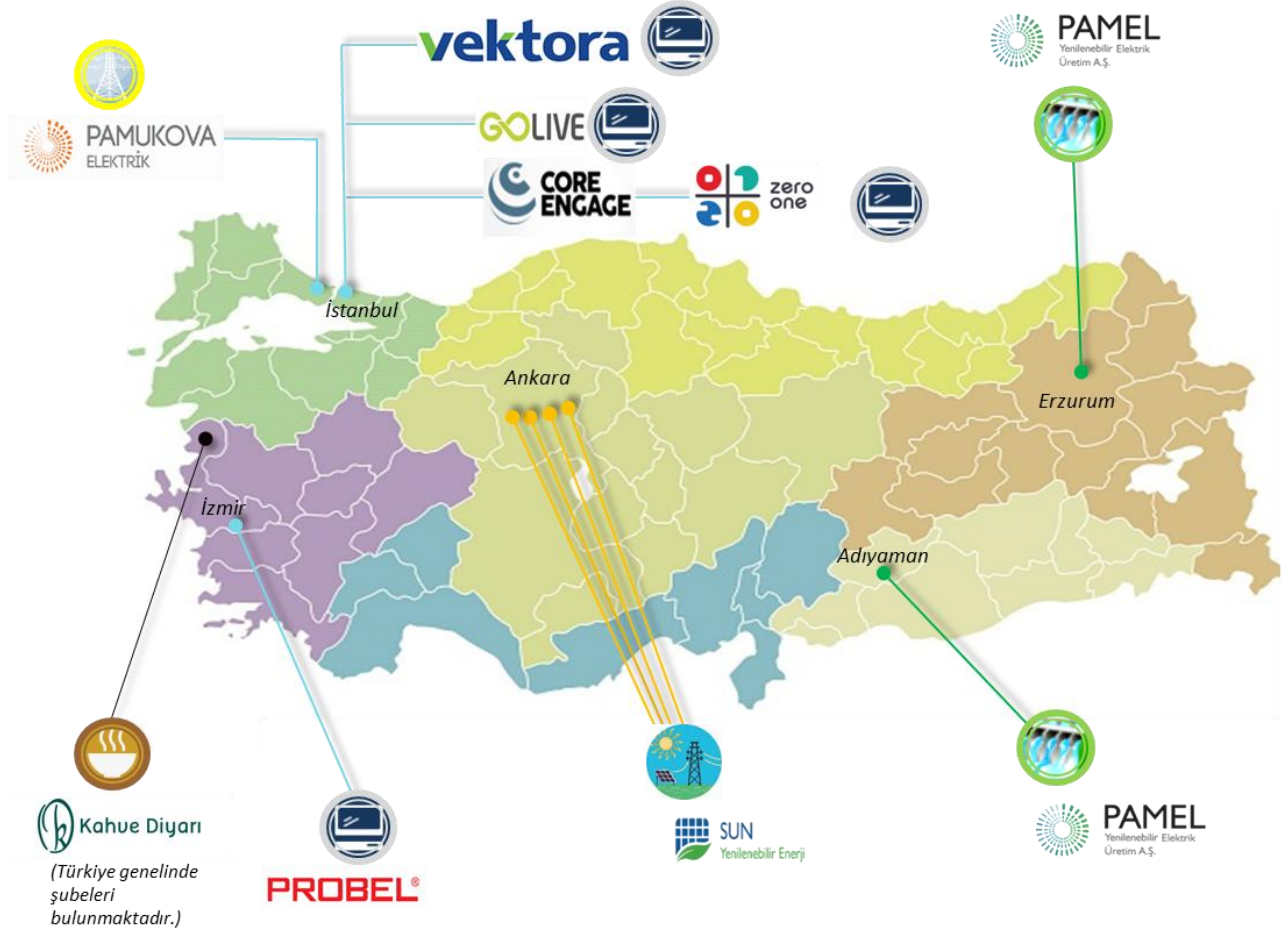 vektora
PAMEL
Yenilenebilir Elektrik
Üretim A.Ş.
PAMUKOVA
ELEKTRİK
GOLIVE
CORE
ENGAGE
zero
one
İstanbul
Ankara
Erzurum
İzmir
Adıyaman
Kahve Diyarı
(Türkiye genelinde
şubeleri
bulunmaktadır.)
PROBEL®
SUN
Yenilenebilir Enerji
PAMEL
Yenilenebilir Elektrik
Üretim A.Ş.